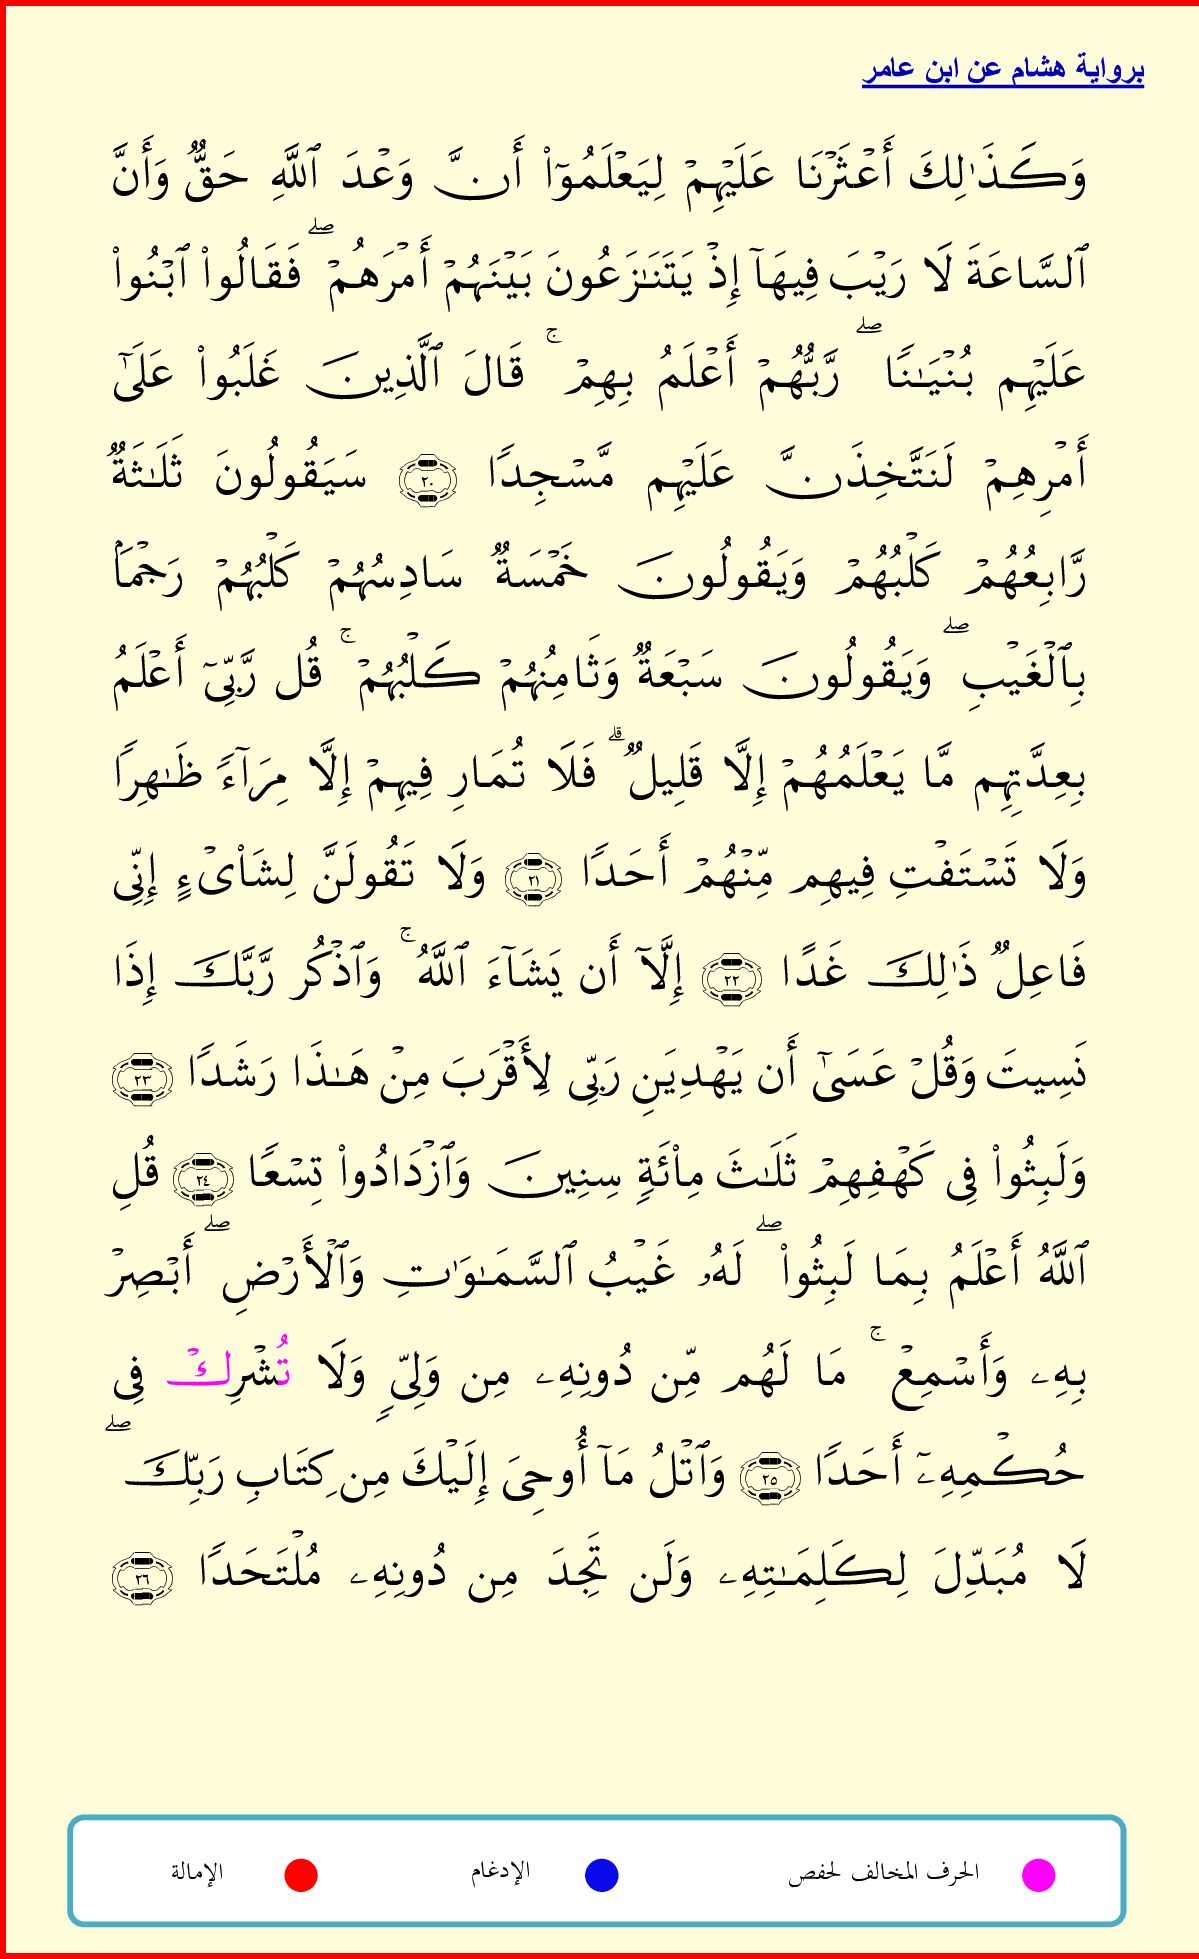 برواية هشام عن ابن عامر
وَكَذَٰلِكَ أَعْثَرْنَا عَلَيْهِمْ لِيَعْلَمُوٓا۟ أَنَّ وَعْدَ ٱللَّهِ حَقٌّ وَأَنَّ
ٱلسَّاعَةَ لَا رَيْبَ فِيهَآ إِذْ يَتَنَـٰزَعُونَ بَيْنَهُمْ أَمْرَهُمْ ۖ فَقَالُوا۟ ٱبْنُوا۟
عَلَيْهِم بُنْيَـٰنًا ۖ رَّبُّهُمْ أَعْلَمُ بِهِمْ ۚ قَالَ ٱلَّذِينَ غَلَبُوا۟ عَلَىٰٓ
أَمْرِهِمْ لَنَتَّخِذَنَّ عَلَيْهِم مَّسْجِدًا ٢٠ سَيَقُولُونَ ثَلَـٰثَةٌ
رَّابِعُهُمْ كَلْبُهُمْ وَيَقُولُونَ خَمْسَةٌ سَادِسُهُمْ كَلْبُهُمْ رَجْمًۢا
بِٱلْغَيْبِ ۖ وَيَقُولُونَ سَبْعَةٌ وَثَامِنُهُمْ كَلْبُهُمْ ۚ قُل رَّبِّىٓ أَعْلَمُ
بِعِدَّتِهِم مَّا يَعْلَمُهُمْ إِلَّا قَلِيلٌ ۗ فَلَا تُمَارِ فِيهِمْ إِلَّا مِرَآءً ظَـٰهِرًا
وَلَا تَسْتَفْتِ فِيهِم مِّنْهُمْ أَحَدًا ٢١ وَلَا تَقُولَنَّ لِشَا۟ىْءٍ إِنِّى
فَاعِلٌ ذَٰلِكَ غَدًا ٢٢ إِلَّآ أَن يَشَآءَ ٱللَّهُ ۚ وَٱذْكُر رَّبَّكَ إِذَا
نَسِيتَ وَقُلْ عَسَىٰٓ أَن يَهْدِيَنِ رَبِّى لِأَقْرَبَ مِنْ هَـٰذَا رَشَدًا ٢٣
وَلَبِثُوا۟ فِى كَهْفِهِمْ ثَلَـٰثَ مِا۟ئَةٍ سِنِينَ وَٱزْدَادُوا۟ تِسْعًا ٢٤ قُلِ
ٱللَّهُ أَعْلَمُ بِمَا لَبِثُوا۟ ۖ لَهُۥ غَيْبُ ٱلسَّمَـٰوَٰتِ وَٱلْأَرْضِ ۖ أَبْصِرْ
بِهِۦ وَأَسْمِعْ ۚ مَا لَهُم مِّن دُونِهِۦ مِن وَلِىٍّ وَلَا تُشْرِكْ فِى
حُكْمِهِۦٓ أَحَدًا ٢٥ وَٱتْلُ مَآ أُوحِىَ إِلَيْكَ مِن كِتَابِ رَبِّكَ ۖ
لَا مُبَدِّلَ لِكَلِمَـٰتِهِۦ وَلَن تَجِدَ مِن دُونِهِۦ مُلْتَحَدًا ٢٦
الحرف المخالف لحفص الإدغام الإمالة